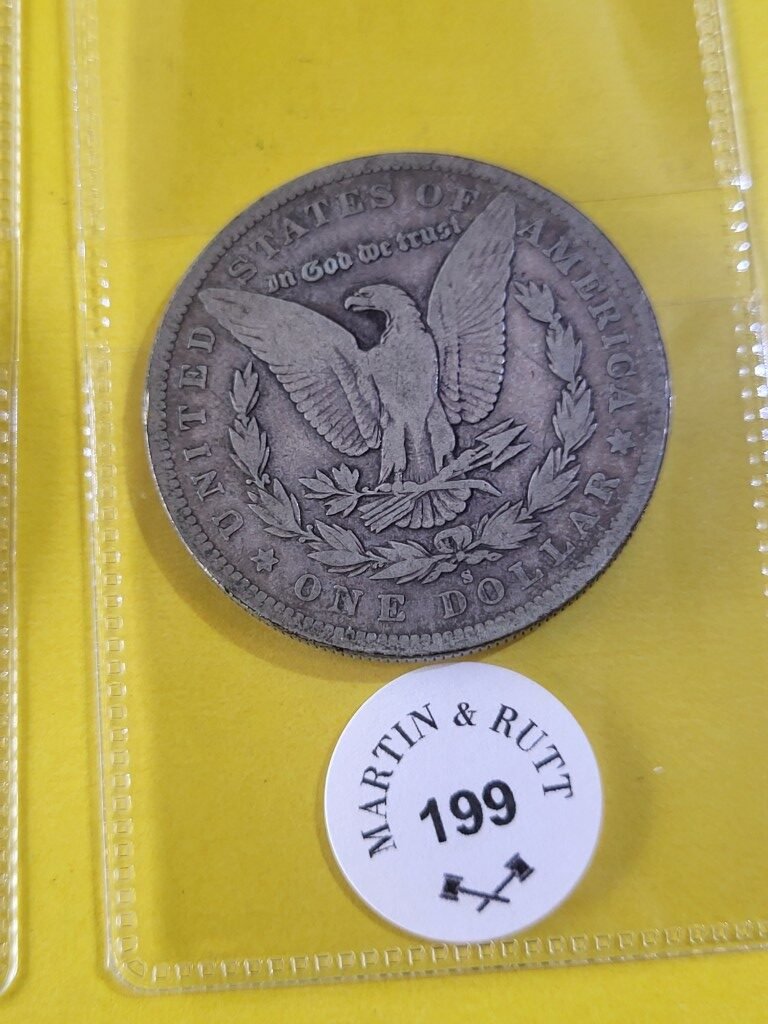 UNITED STATES OF AMERICA
In God we trust
S
ONE DOLLAR
MARTIN & RUTT
199